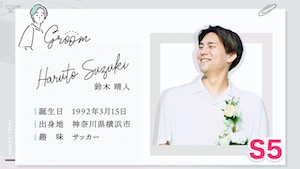 Groom
Haruto Suzuki
鈴木 晴人
誕生日 1992年3月15日
出身地 神奈川県横浜市
趣 味 サッカー
S5